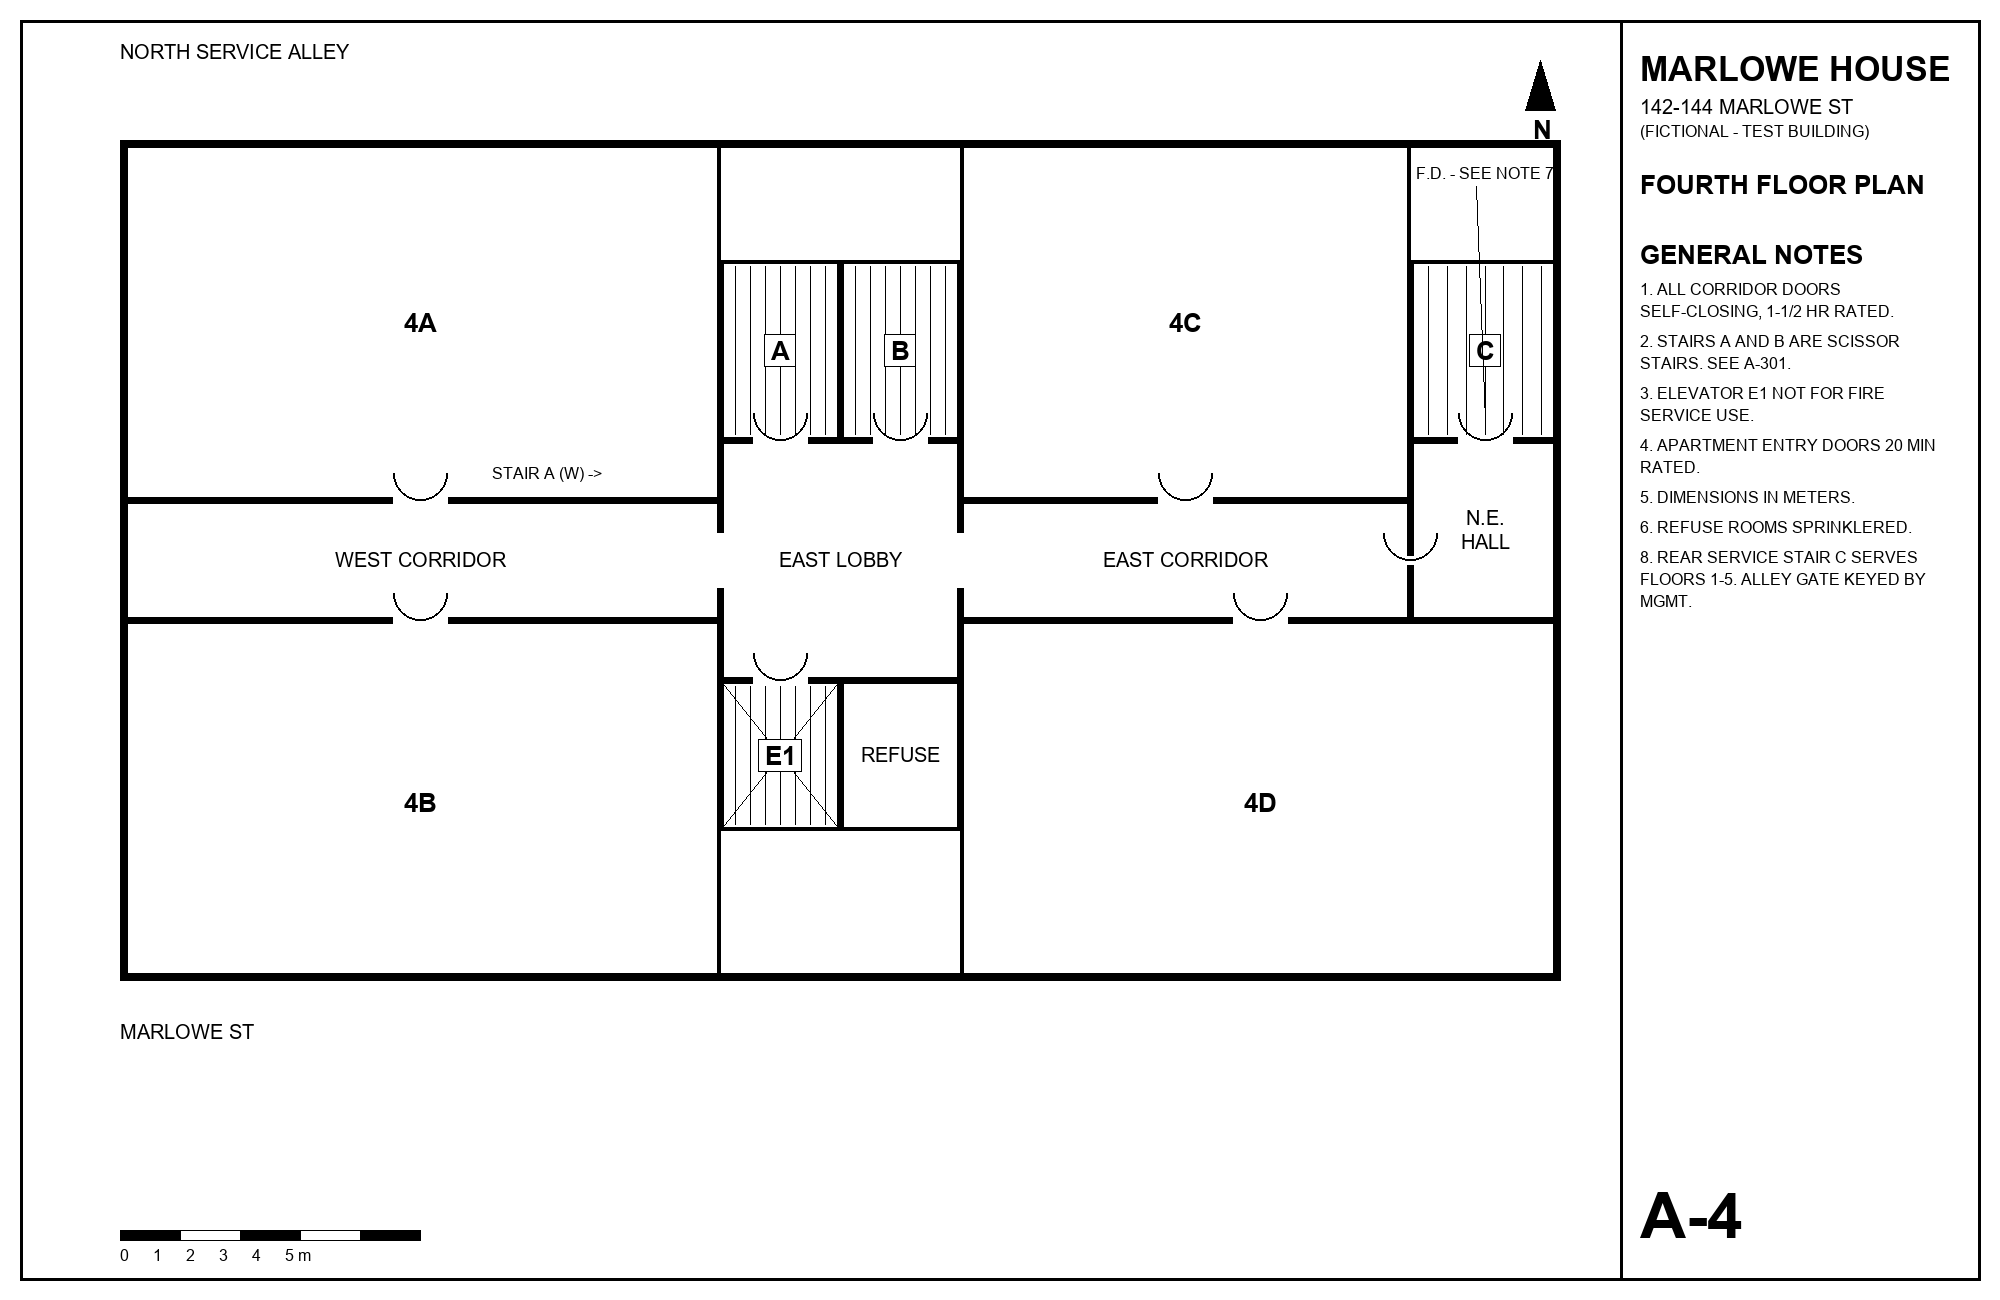 NORTH SERVICE ALLEY
N
F.D. - SEE NOTE 7
4A
A
B
4C
C
STAIR A (W) ->
N.E.
HALL
WEST CORRIDOR
EAST LOBBY
EAST CORRIDOR
E1
REFUSE
4B
4D
MARLOWE ST
0 1 2 3 4 5 m
MARLOWE HOUSE
142-144 MARLOWE ST
(FICTIONAL - TEST BUILDING)
FOURTH FLOOR PLAN
GENERAL NOTES
1. ALL CORRIDOR DOORS
SELF-CLOSING, 1-1/2 HR RATED.
2. STAIRS A AND B ARE SCISSOR
STAIRS. SEE A-301.
3. ELEVATOR E1 NOT FOR FIRE
SERVICE USE.
4. APARTMENT ENTRY DOORS 20 MIN
RATED.
5. DIMENSIONS IN METERS.
6. REFUSE ROOMS SPRINKLERED.
8. REAR SERVICE STAIR C SERVES
FLOORS 1-5. ALLEY GATE KEYED BY
MGMT.
A-4